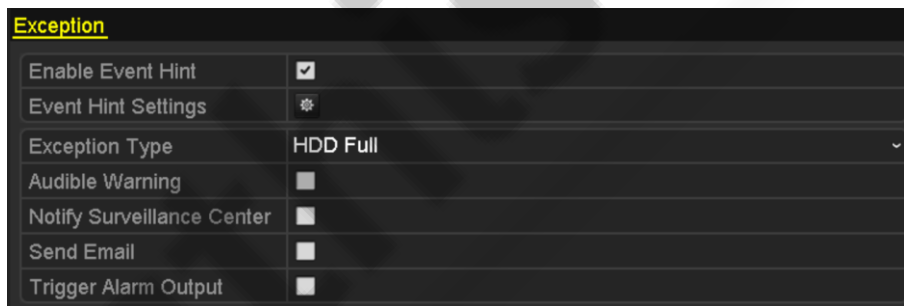 Exception
Enable Event Hint
Event Hint Settings
Exception Type HDD Full
Audible Warning
Notify Surveillance Center
Send Email
Trigger Alarm Output